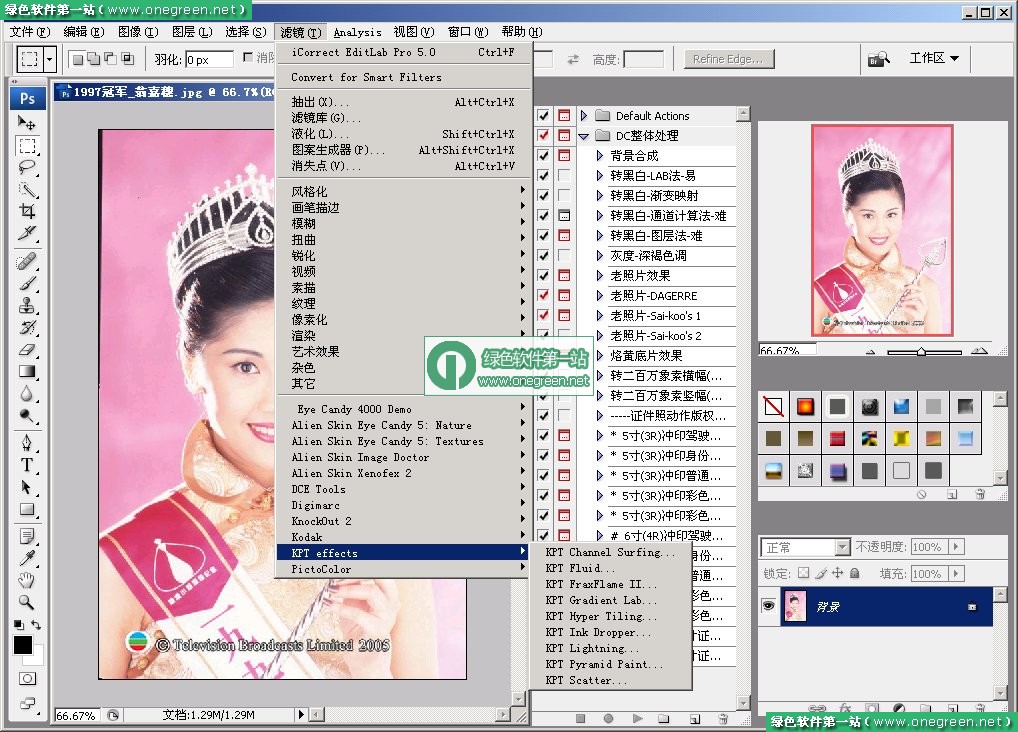 绿色软件第一站(www.onegreen.net)
文件(F) 编辑(E) 图像(I) 图层(L) 选择(S) 滤镜(T) Analysis 视图(V) 窗口(W) 帮助(H)
羽化: 0 px 消除
高度: Refine Edge... Br 工作区
Ps
1997冠军_翁嘉穗.jpg @ 66.7%
iCorrect EditLab Pro 5.0 Ctrl+F
Convert for Smart Filters
抽出(X)... Alt+Ctrl+X
滤镜库(G)...
液化(L)... Shift+Ctrl+X
图案生成器(P)... Alt+Shift+Ctrl+X
消失点(V)... Alt+Ctrl+V
风格化
画笔描边
模糊
扭曲
锐化
视频
素描
纹理
像素化
渲染
艺术效果
杂色
其它
Eye Candy 4000 Demo
Alien Skin Eye Candy 5: Nature
Alien Skin Eye Candy 5: Textures
Alien Skin Image Doctor
Alien Skin Xenofex 2
DCE Tools
Digimarc
KnockOut 2
Kodak
KPT effects
PictoColor
KPT Channel Surfing...
KPT Fluid...
KPT FraxFlame II...
KPT Gradient Lab...
KPT Hyper Tiling...
KPT Ink Dropper...
KPT Lightning...
KPT Pyramid Paint...
KPT Scatter...
Default Actions
DC整体处理
背景合成
转黑白-LAB法-易
转黑白-渐变映射
转黑白-通道计算法-难
转黑白-图层法-难
灰度-深褐色调
老照片效果
老照片-DAGERRE
老照片-Sai-koo's 1
老照片-Sai-koo's 2
烙黄底片效果
转二百万象素横幅(...
转二百万象素竖幅(...
-----证件照动作版权...
* 5寸(3R)}冲印驾驶...
* 5寸(3R)}冲印身份...
* 5寸(3R)}冲印普通...
* 5寸(3R)}冲印彩色...
* 5寸(3R)}冲印彩色...
# 6寸(4R)}冲印驾驶...
身份...
普通...
彩色...
彩色...
证...
证...
绿色软件第一站
www.onegreen.net
66.67%
正常 不透明度: 100%
锁定: 填充: 100%
背景
© Television Broadcasts Limited 2005
66.67% 文档:1.29M/1.29M
绿色软件第一站(www.onegreen.net)